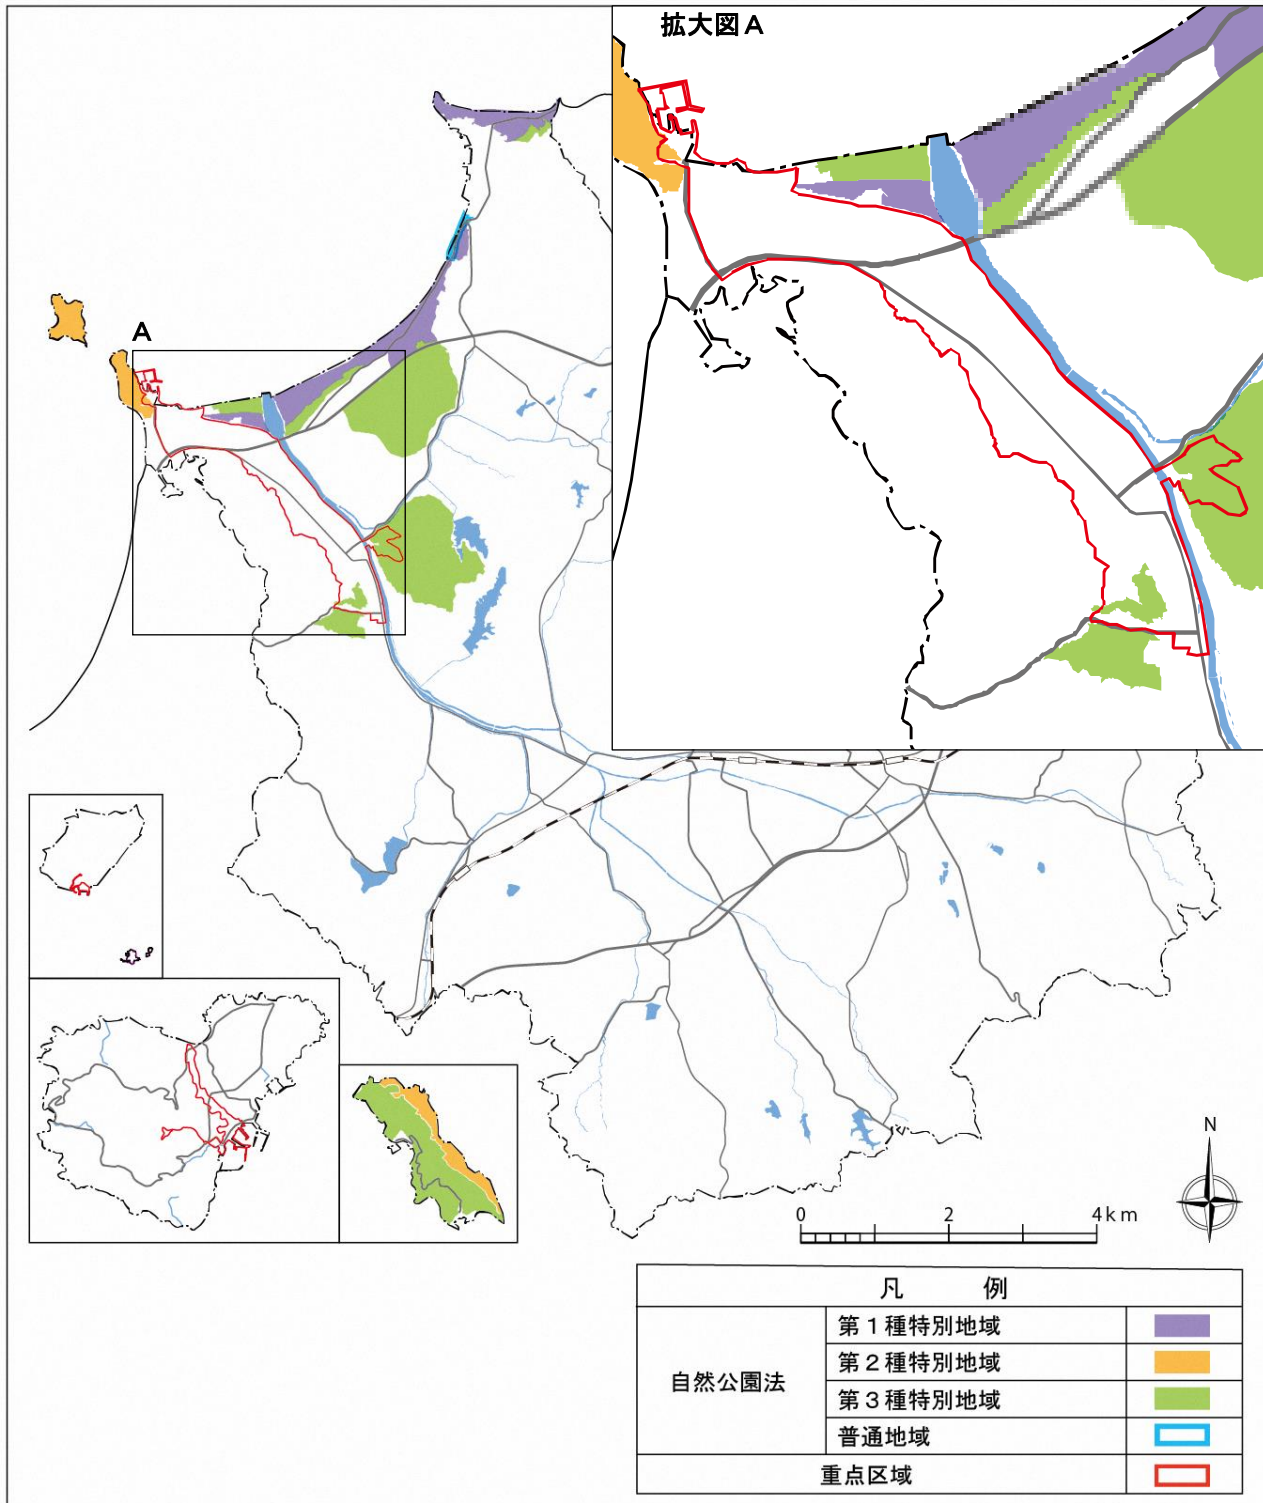 拡大図A
A
N
0 2 4km
凡 例
自然公園法
第1種特別地域
第2種特別地域
第3種特別地域
普通地域
重点区域